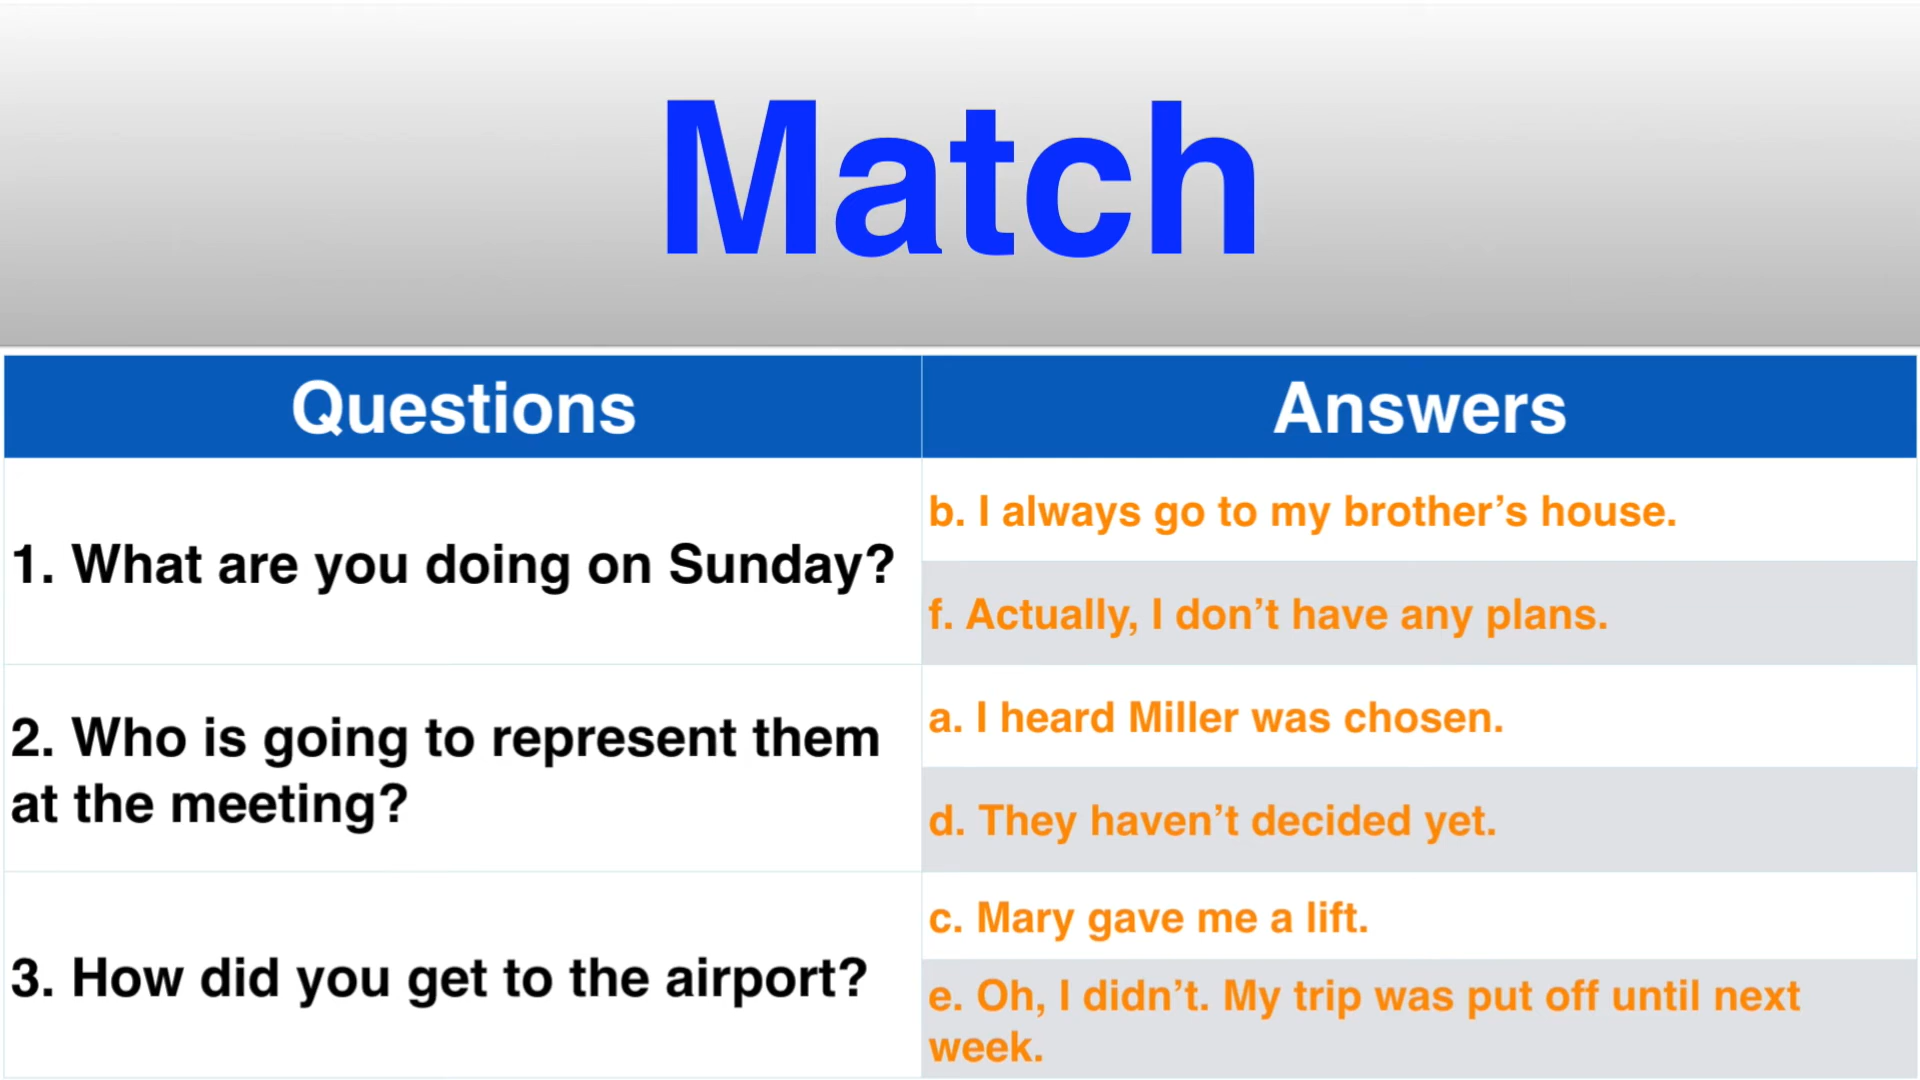 Match
Questions
Answers
1. What are you doing on Sunday?
b. I always go to my brother’s house.
f. Actually, I don’t have any plans.
2. Who is going to represent them
at the meeting?
a. I heard Miller was chosen.
d. They haven’t decided yet.
3. How did you get to the airport?
c. Mary gave me a lift.
e. Oh, I didn’t. My trip was put off until next
week.